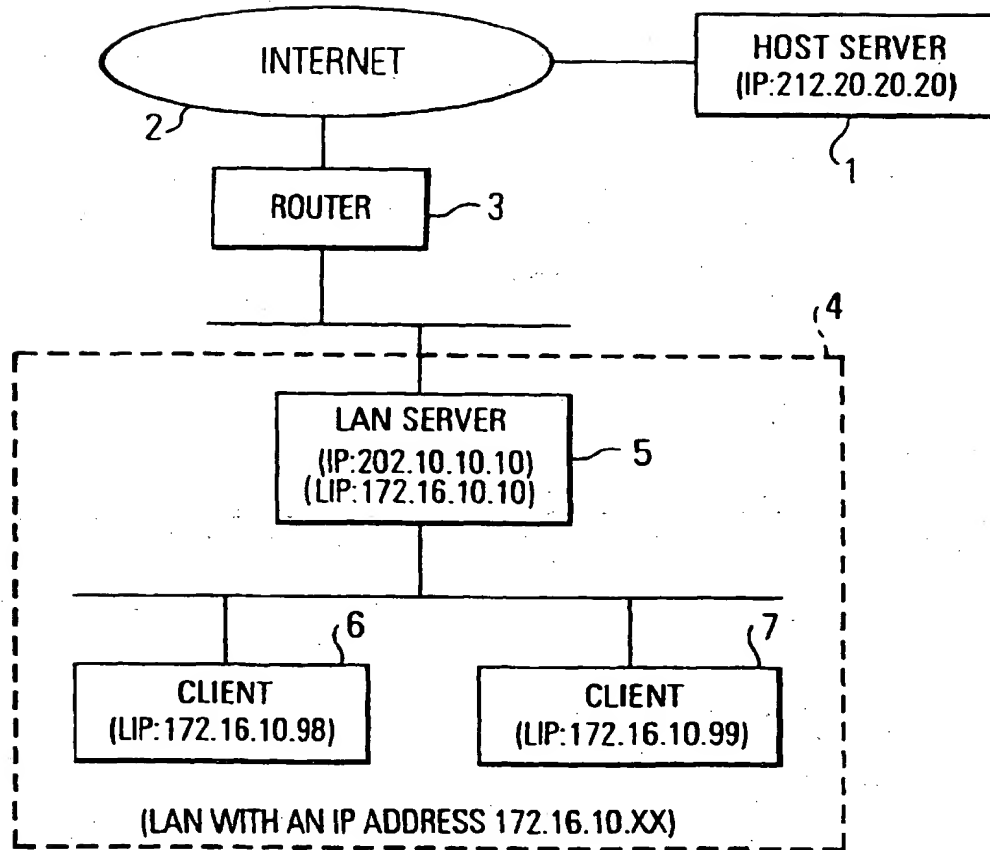 INTERNET
2
HOST SERVER
(IP:212.20.20.20)
1
ROUTER
3
4
LAN SERVER
(IP:202.10.10.10)
(LIP:172.16.10.10)
5
6
CLIENT
(LIP:172.16.10.98)
7
CLIENT
(LIP:172.16.10.99)
(LAN WITH AN IP ADDRESS 172.16.10.XX)